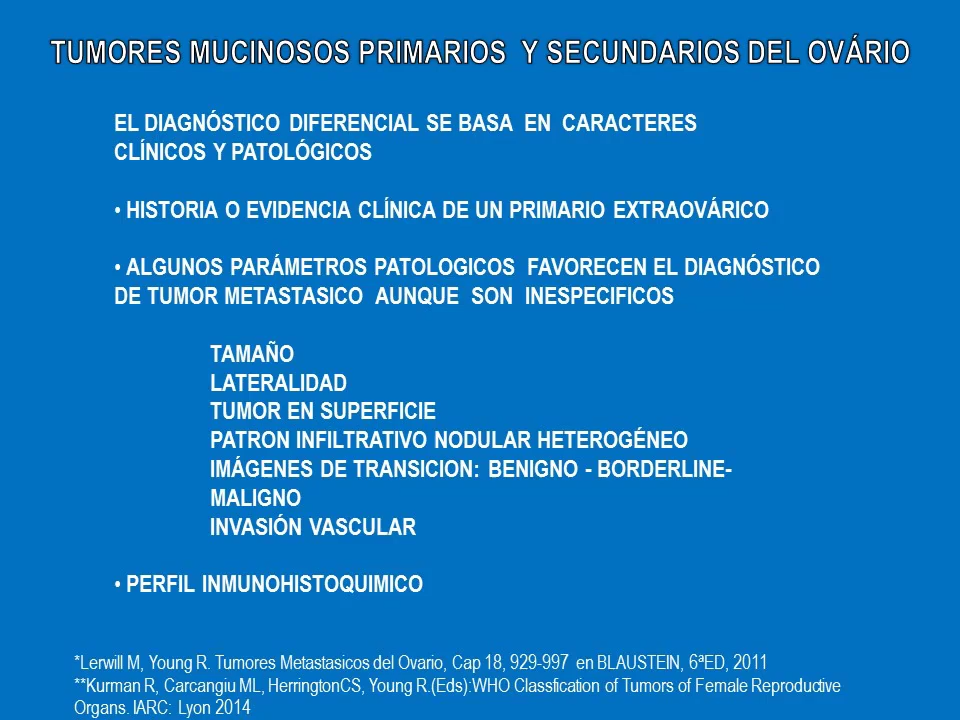 TUMORES MUCINOSOS PRIMARIOS Y SECUNDARIOS DEL OVÁRIO
EL DIAGNÓSTICO DIFERENCIAL SE BASA EN CARACTERES
CLÍNICOS Y PATOLÓGICOS
• HISTORIA O EVIDENCIA CLÍNICA DE UN PRIMARIO EXTRAOVÁRICO
• ALGUNOS PARÁMETROS PATOLOGICOS FAVORECEN EL DIAGNÓSTICO
DE TUMOR METASTASICO AUNQUE SON INESPECIFICOS
TAMAÑO
LATERALIDAD
TUMOR EN SUPERFICIE
PATRON INFILTRATIVO NODULAR HETEROGÉNEO
IMÁGENES DE TRANSICION: BENIGNO - BORDERLINE-
MALIGNO
INVASIÓN VASCULAR
• PERFIL INMUNOHISTOQUIMICO
*Lerwill M, Young R. Tumores Metastasicos del Ovario, Cap 18, 929-997 en BLAUSTEIN, 6ªED, 2011
**Kurman R, Carcangiu ML, HerringtonCS, Young R.(Eds):WHO Classfication of Tumors of Female Reproductive
Organs. IARC: Lyon 2014